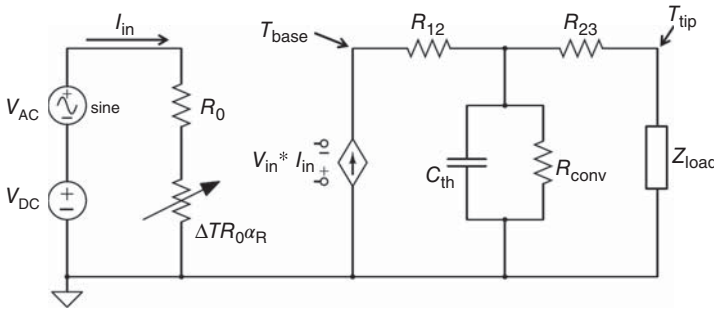 I_in
T_base
R_12
R_23
T_tip
V_AC
sine
R_0
V_DC
V_in* I_in
C_th
R_conv
Z_load
ΔTR_0α_R